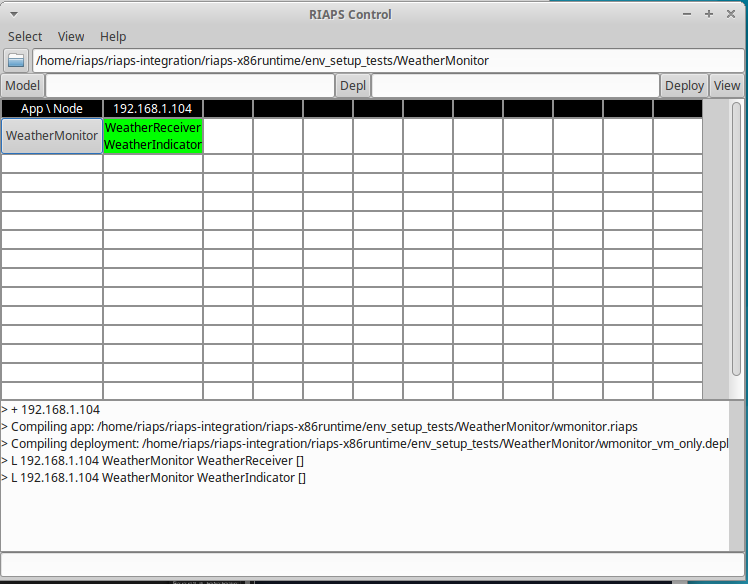 RIAPS Control
Select View Help
/home/riaps/riaps-integration/riaps-x86runtime/env_setup_tests/WeatherMonitor
Model Depl Deploy View
App \ Node 192.168.1.104
WeatherMonitor WeatherReceiver
WeatherIndicator
> + 192.168.1.104
> Compiling app: /home/riaps/riaps-integration/riaps-x86runtime/env_setup_tests/WeatherMonitor/wmonitor.riaps
> Compiling deployment: /home/riaps/riaps-integration/riaps-x86runtime/env_setup_tests/WeatherMonitor/wmonitor_vm_only.depl
> L 192.168.1.104 WeatherMonitor WeatherReceiver []
> L 192.168.1.104 WeatherMonitor WeatherIndicator []